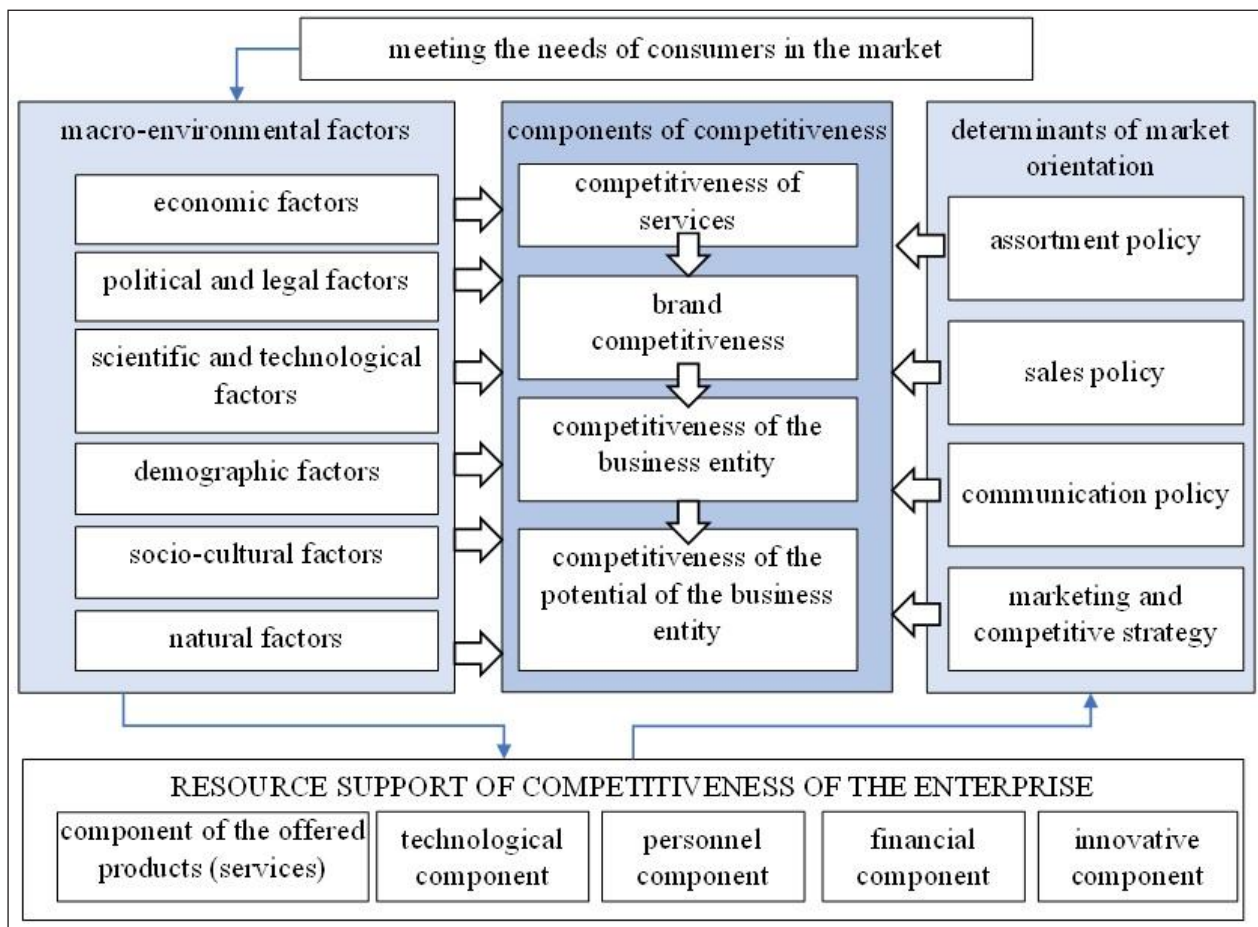 meeting the needs of consumers in the market
macro-environmental factors
economic factors
political and legal factors
scientific and technological
factors
demographic factors
socio-cultural factors
natural factors
components of competitiveness
competitiveness of
services
brand
competitiveness
competitiveness of the
business entity
competitiveness of the
potential of the business
entity
determinants of market
orientation
assortment policy
sales policy
communication policy
marketing and
competitive strategy
RESOURCE SUPPORT OF COMPETITIVENESS OF THE ENTERPRISE
component of the offered
products (services)
technological
component
personnel
component
financial
component
innovative
component